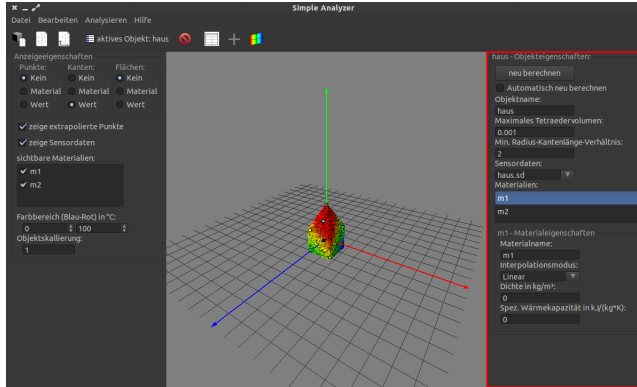 Simple Analyzer
Datei Bearbeiten Analysieren Hilfe
aktives Objekt: haus
Anzeigeeigenschaften
Punkte: Kanten: Flächen:
Kein Kein Kein
Material Material Material
Wert Wert Wert
zeige extrapolierte Punkte
zeige Sensordaten
sichtbare Materialien:
m1
m2
Farbbereich (Blau-Rot) in °C:
0 100
Objektskallierung:
1
haus - Objekteigenschaften:
neu berechnen
Automatisch neu berechnen
Objektname:
haus
Maximales Tetraedervolumen:
0.001
Min. Radius-Kantenlänge-Verhältnis:
2
Sensordaten:
haus.sd
Materialien:
m1
m2
m1 - Materialeigenschaften
Materialname:
m1
Interpolationsmodus:
Linear
Dichte in kg/m³:
0
Spez. Wärmekapazität in kJ/(kg*K):
0